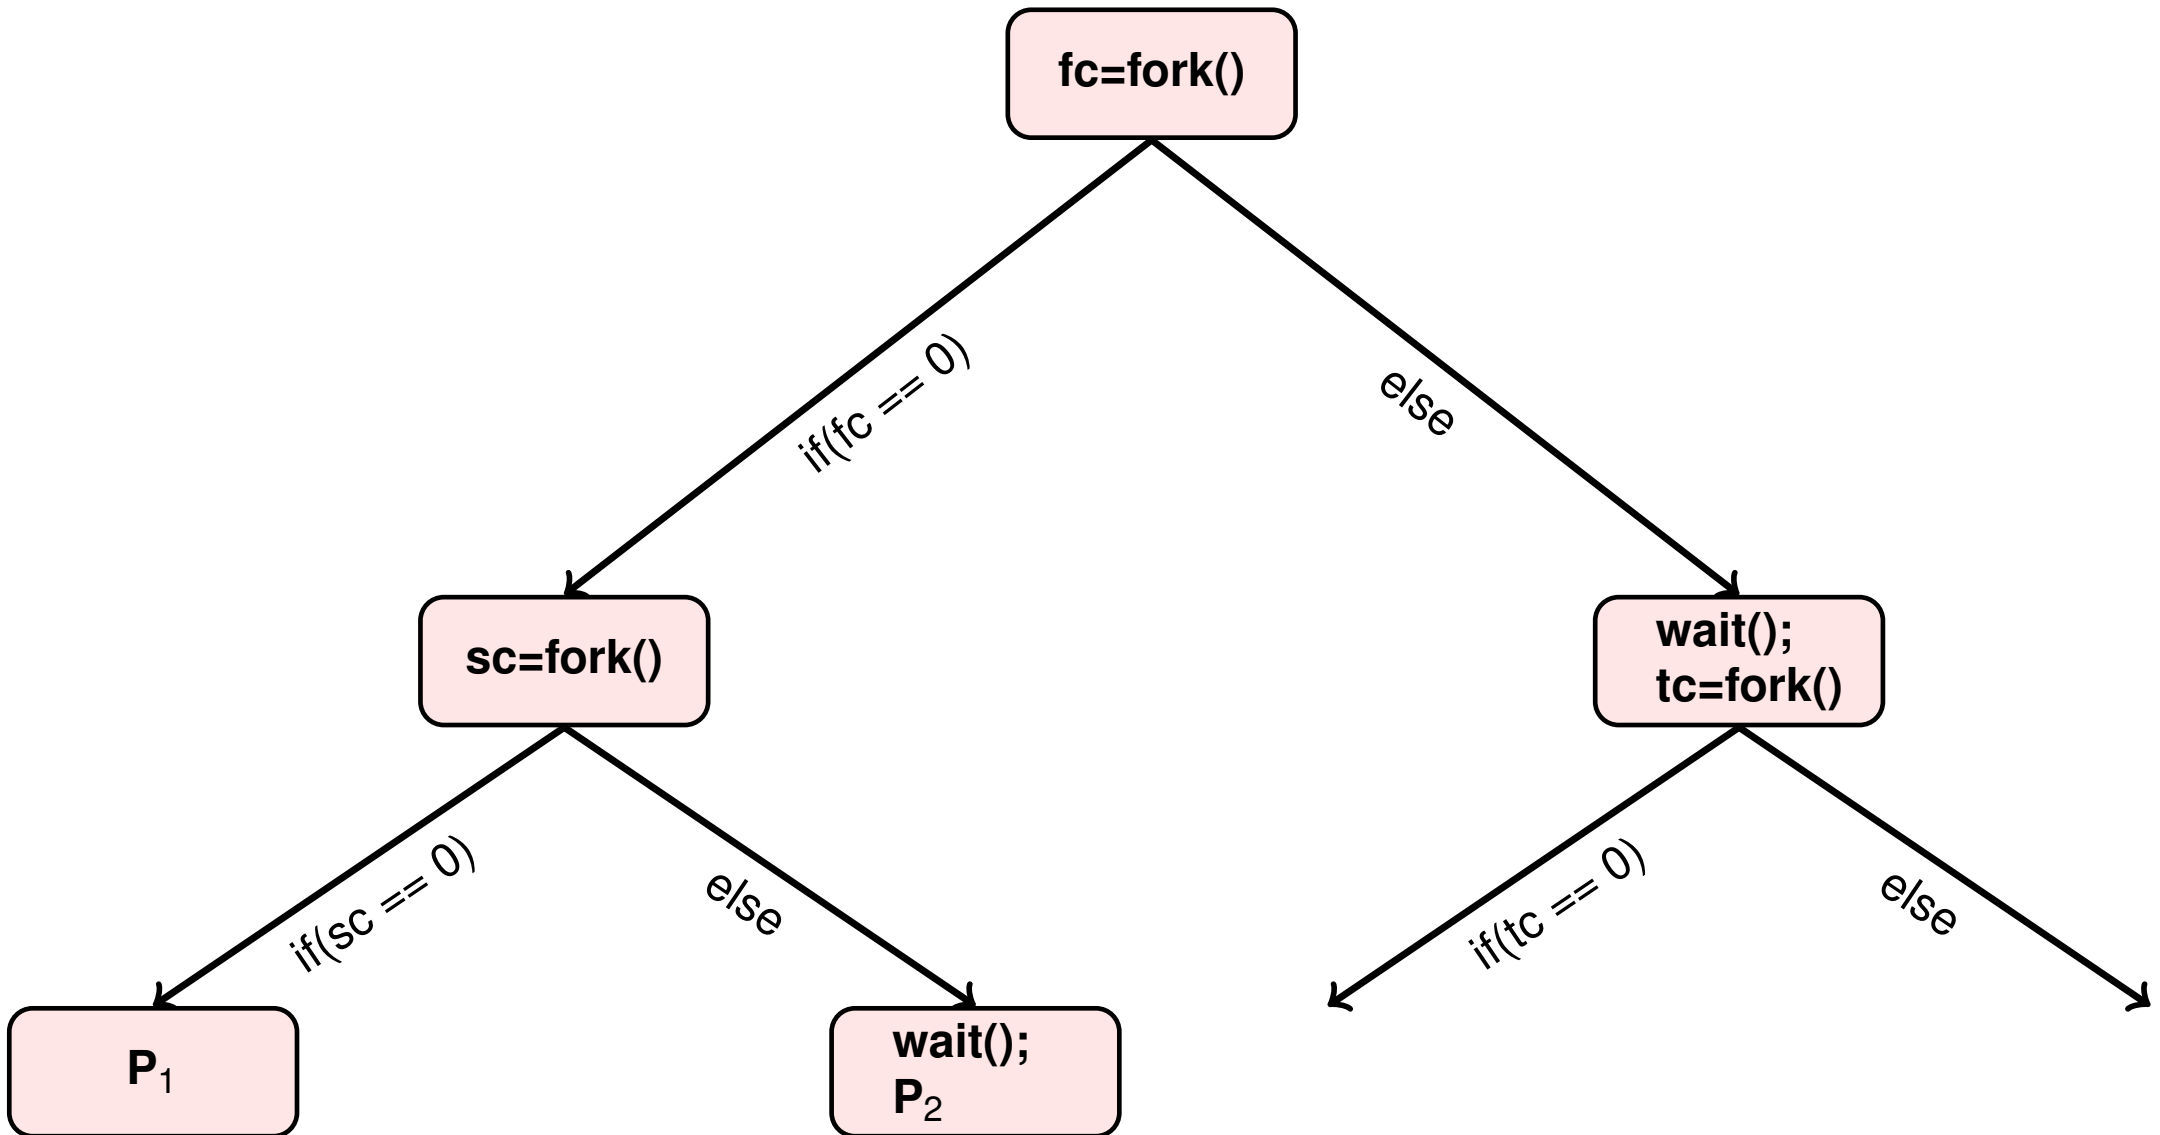 fc=fork()
if(fc == 0)
else
sc=fork()
wait();
tc=fork()
if(sc == 0)
else
if(tc == 0)
else
P₁
wait();
P₂